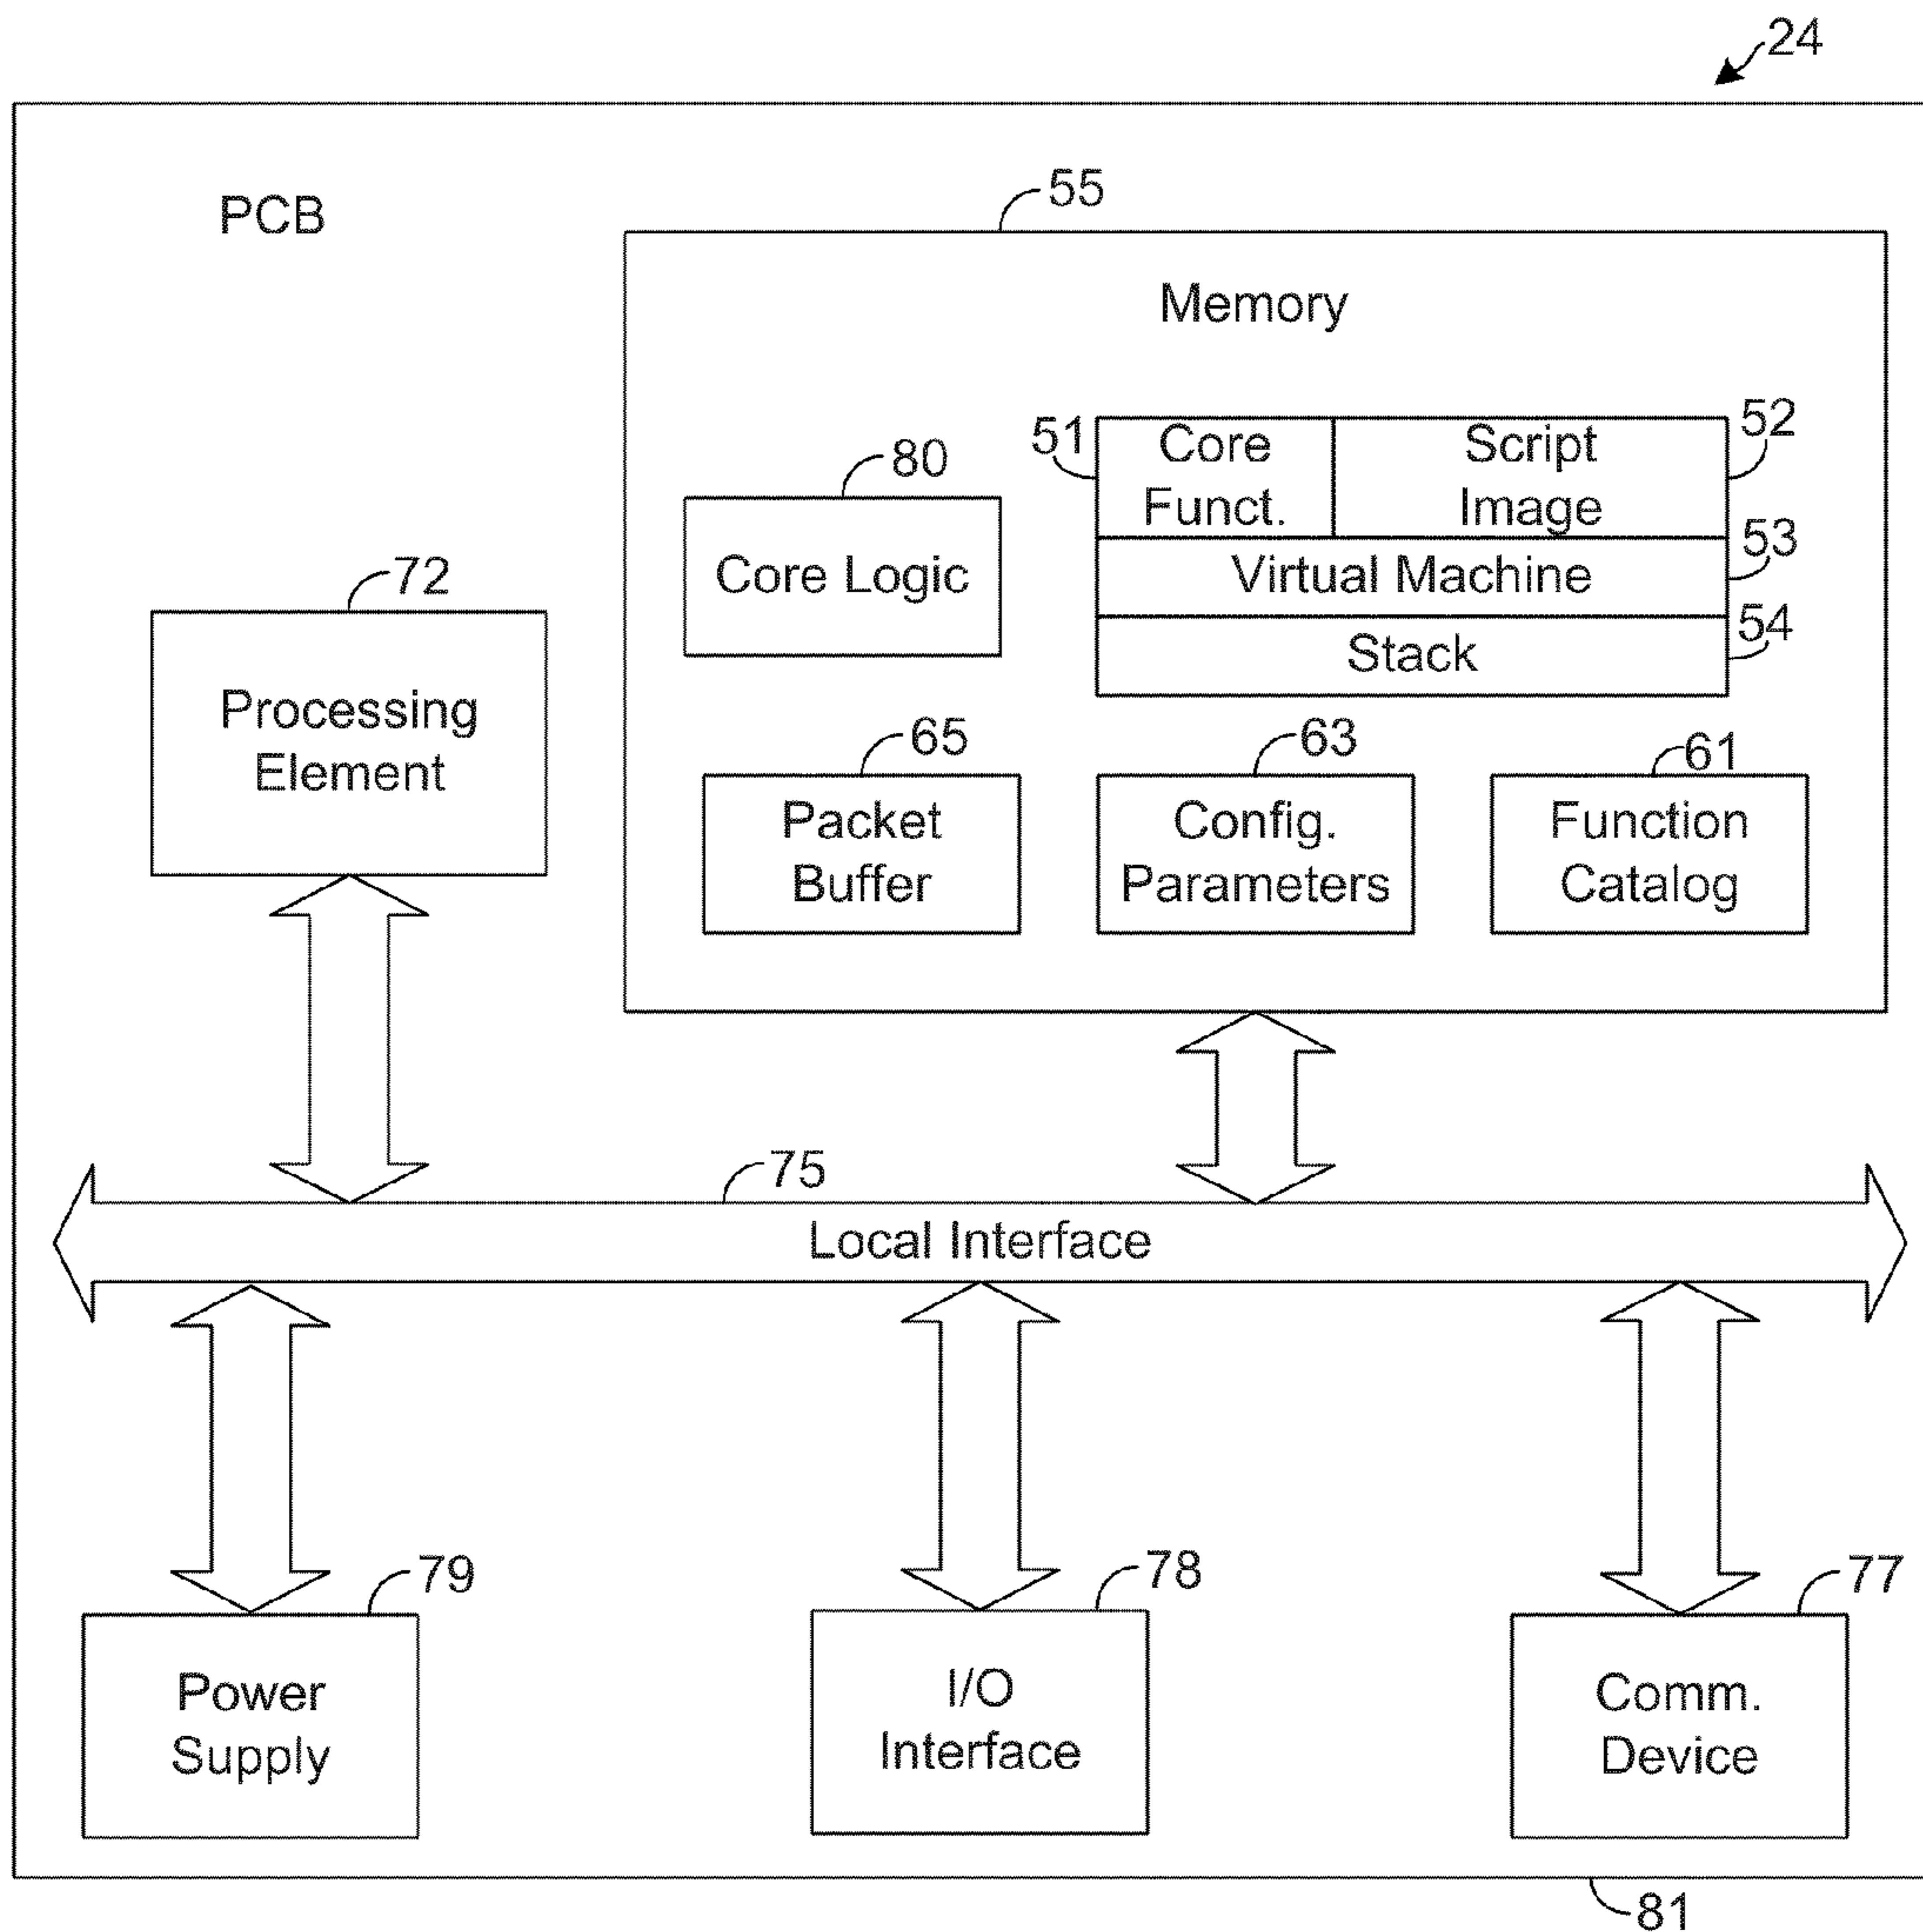 24
PCB
55
Memory
51
Core
Funct.
Script
Image
52
80
Core Logic
Virtual Machine
53
Stack
54
72
Processing
Element
65
Packet
Buffer
63
Config.
Parameters
61
Function
Catalog
75
Local Interface
79
Power
Supply
78
I/O
Interface
77
Comm.
Device
81